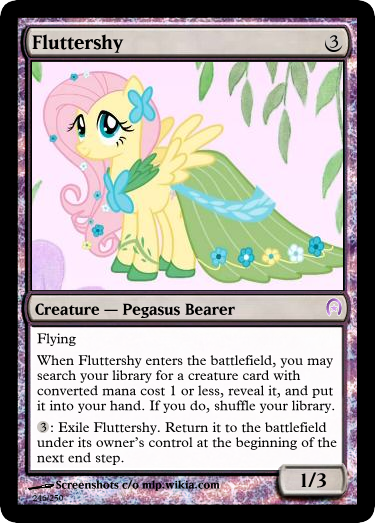 Fluttershy 3
Creature — Pegasus Bearer
Flying
When Fluttershy enters the battlefield, you may
search your library for a creature card with
converted mana cost 1 or less, reveal it, and put
it into your hand. If you do, shuffle your library.
3: Exile Fluttershy. Return it to the battlefield
under its owner's control at the beginning of the
next end step.
1/3
Screenshots c/o mlp.wikia.com
246/250